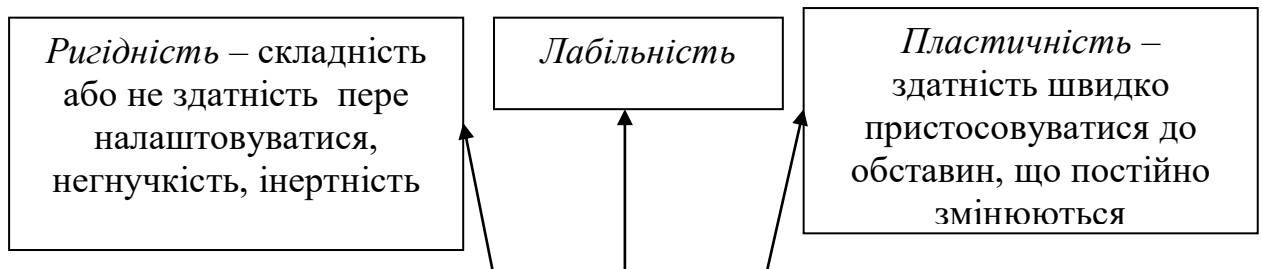 Ригідність – складність
або не здатність пере
налаштовуватися,
негнучкість, інертність
Лабільність
Пластичність –
здатність швидко
пристосовуватися до
обставин, що постійно
змінюються